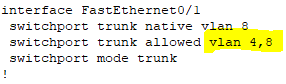 interface FastEthernet0/1
switchport trunk native vlan 8
switchport trunk allowed vlan 4,8
switchport mode trunk
!